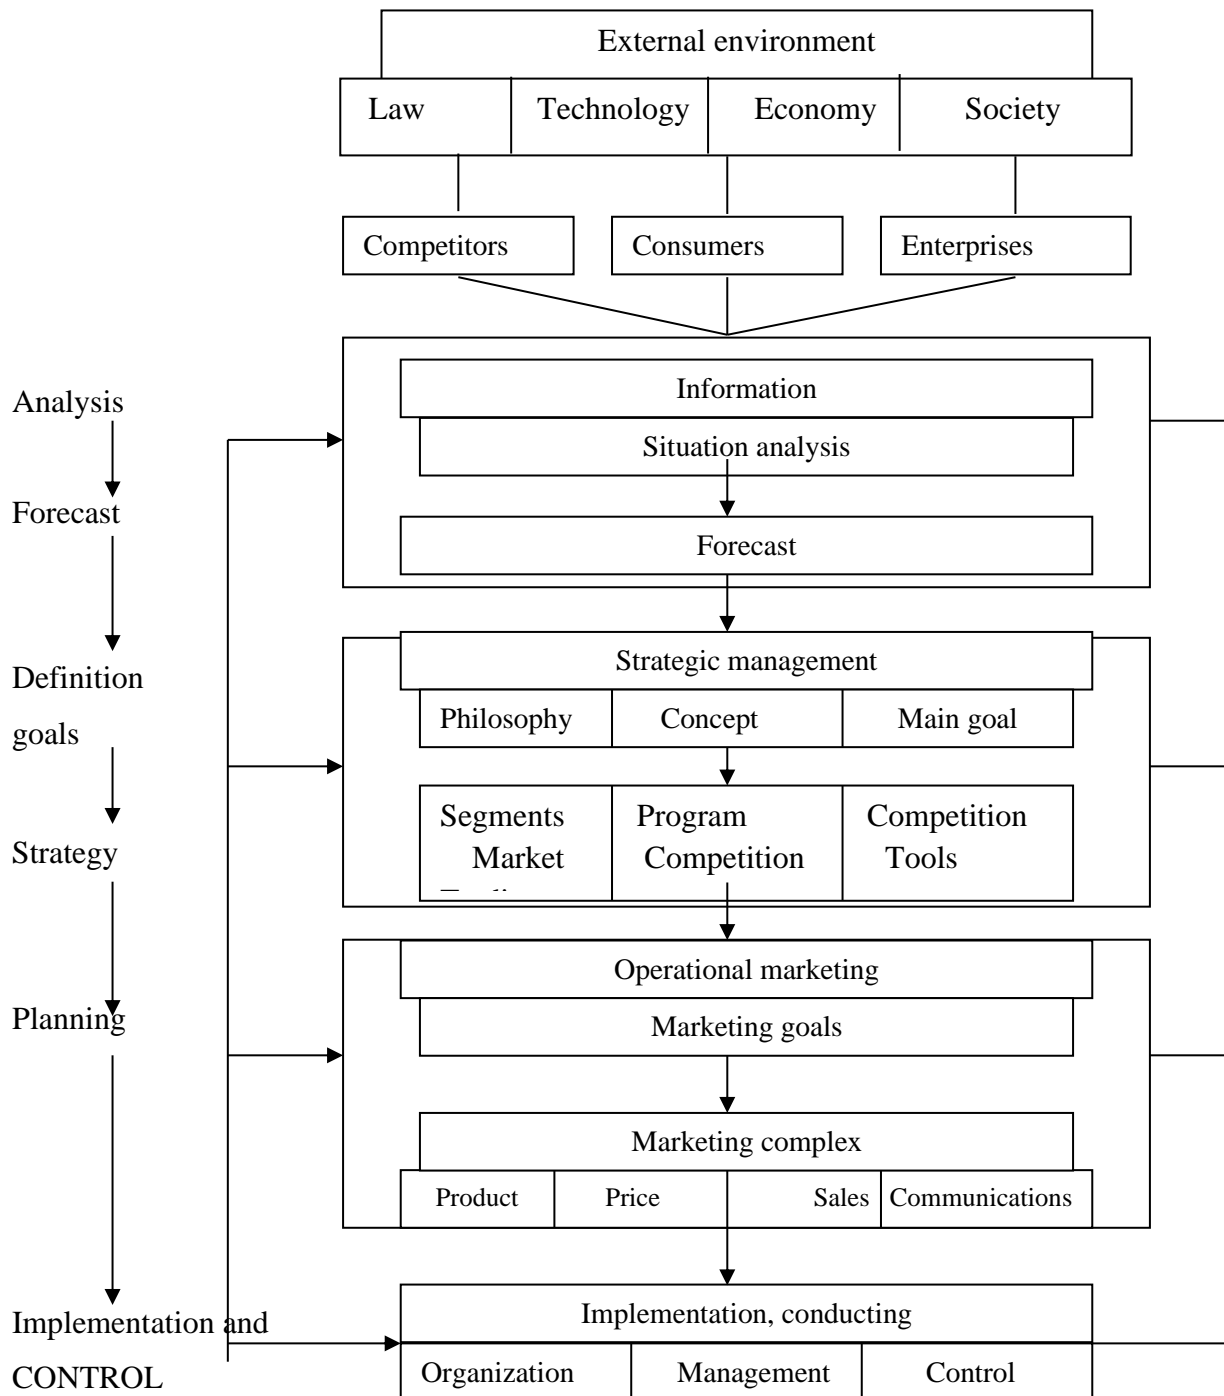 External environment
Law Technology Economy Society
Competitors Consumers Enterprises
Information
Analysis
Situation analysis
Forecast
Forecast
Strategic management
Definition
goals
Philosophy Concept Main goal
Segments Program Competition
Market Competition Tools
Strategy
Operational marketing
Planning
Marketing goals
Marketing complex
Product Price Sales Communications
Implementation, conducting
Implementation and
CONTROL
Organization Management Control